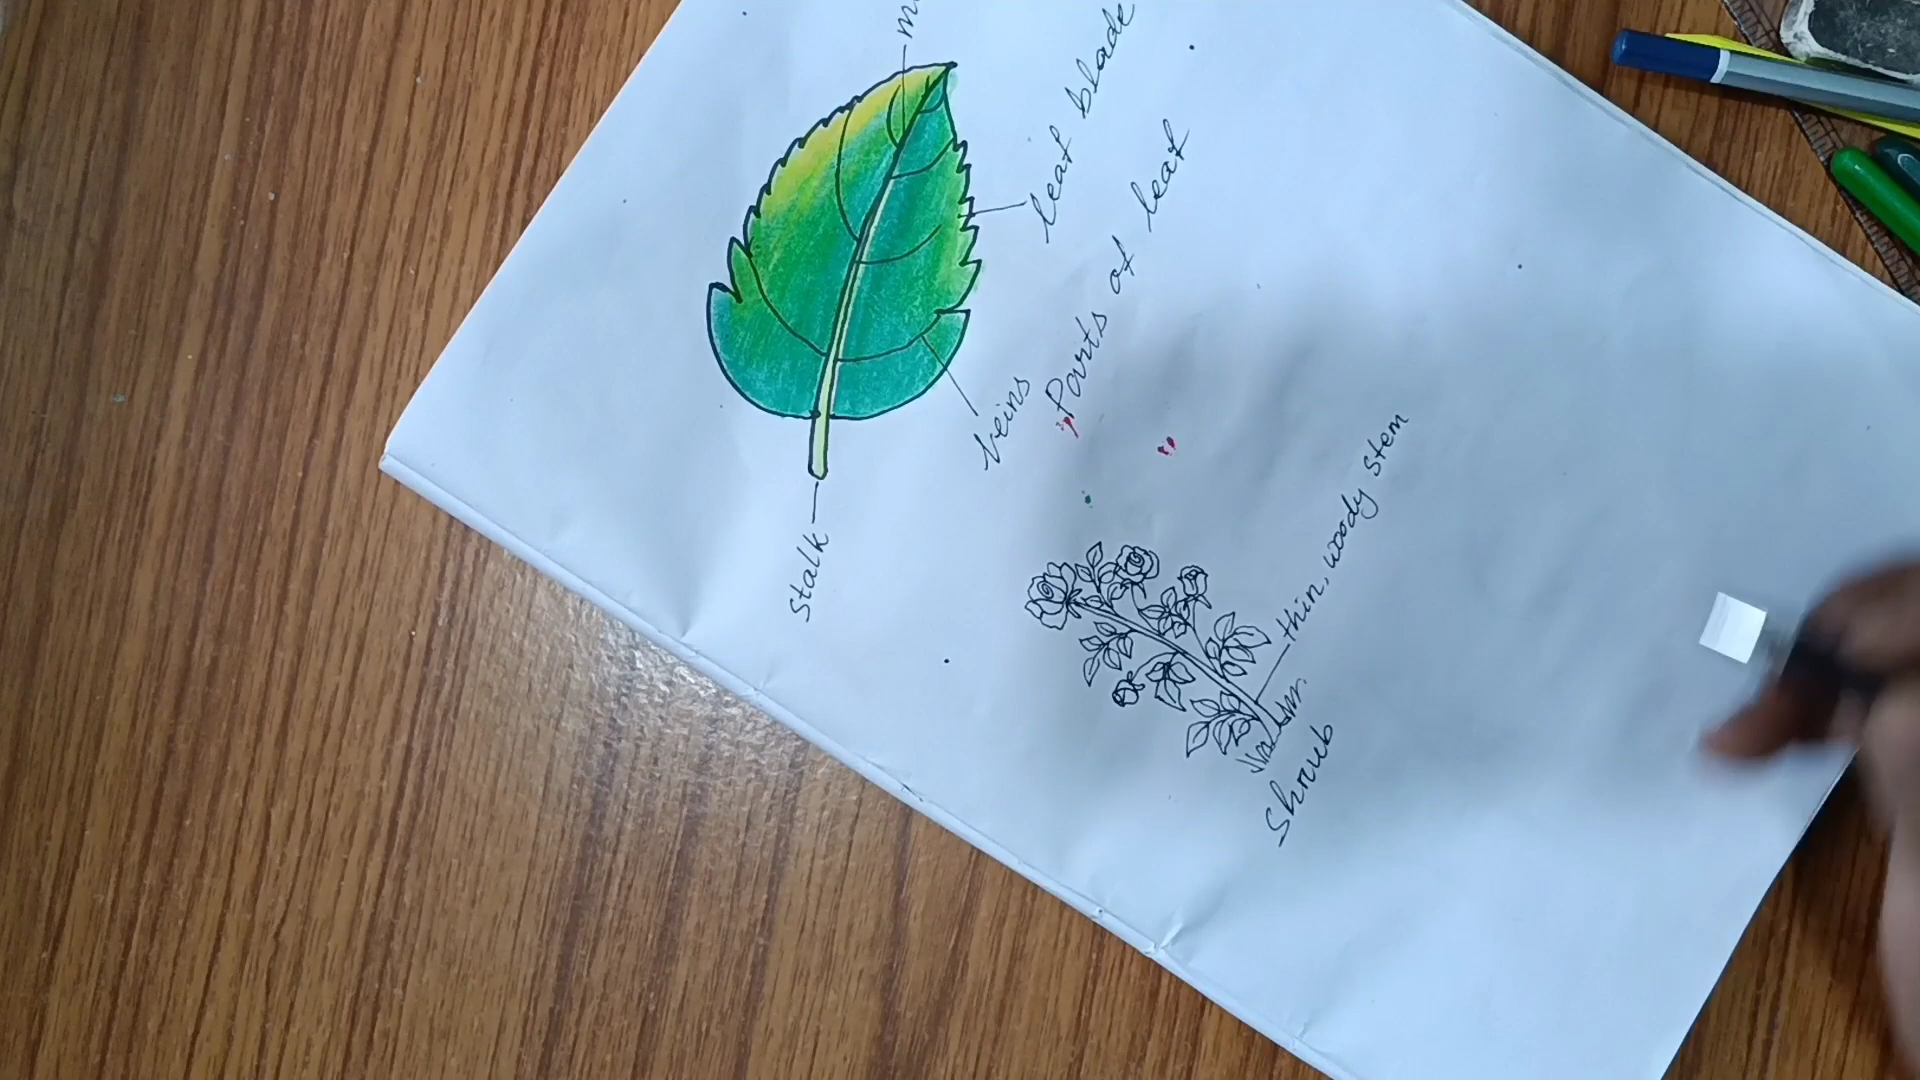 leaf blade
veins
Stalk
Parts of leaf
thin, woody stem
Shrub